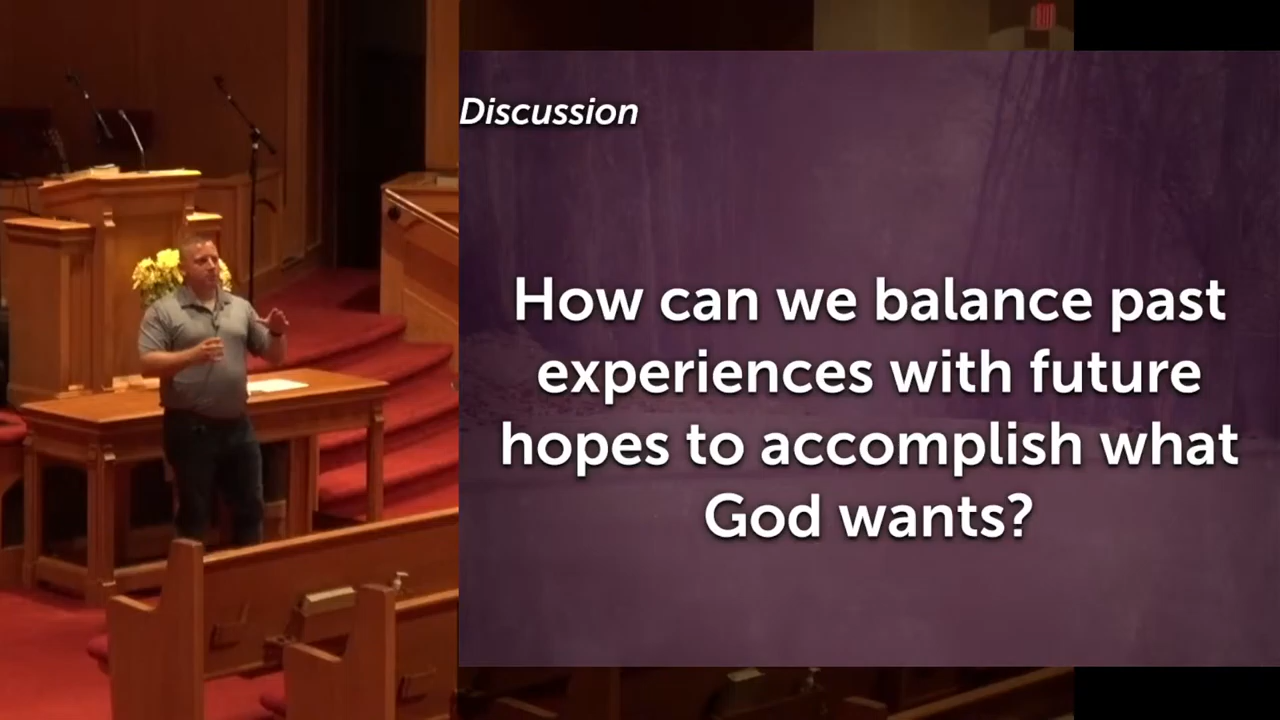 Discussion
How can we balance past
experiences with future
hopes to accomplish what
God wants?